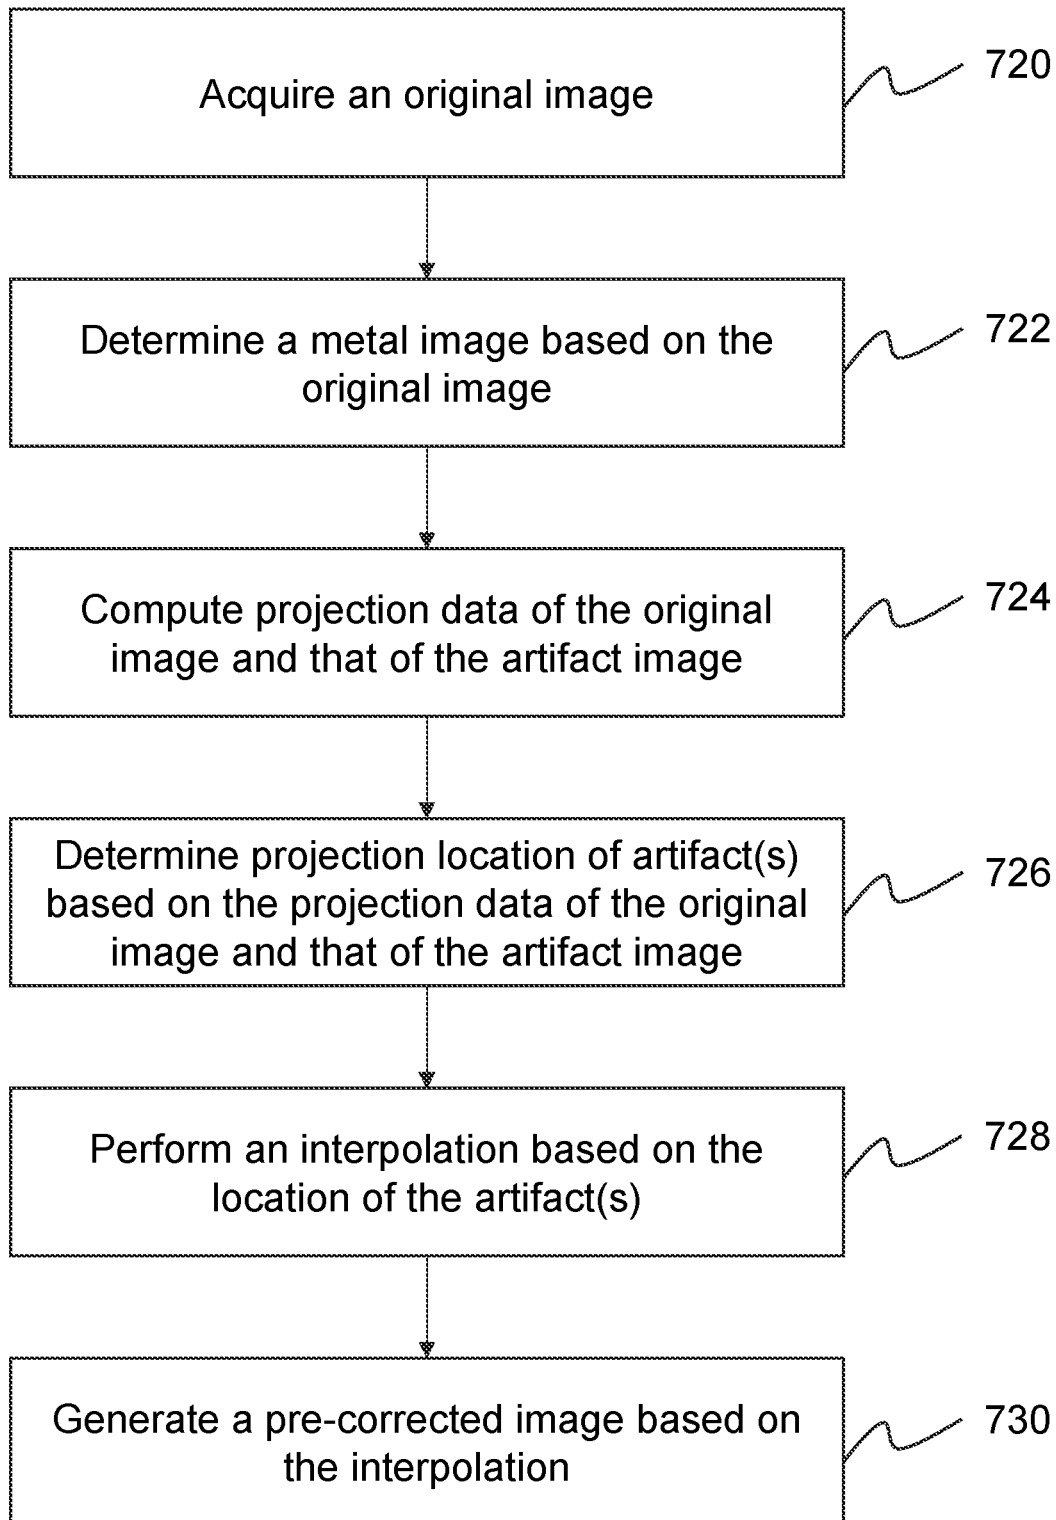 Acquire an original image
720
Determine a metal image based on the
original image
722
Compute projection data of the original
image and that of the artifact image
724
Determine projection location of artifact(s)
based on the projection data of the original
image and that of the artifact image
726
Perform an interpolation based on the
location of the artifact(s)
728
Generate a pre-corrected image based on
the interpolation
730